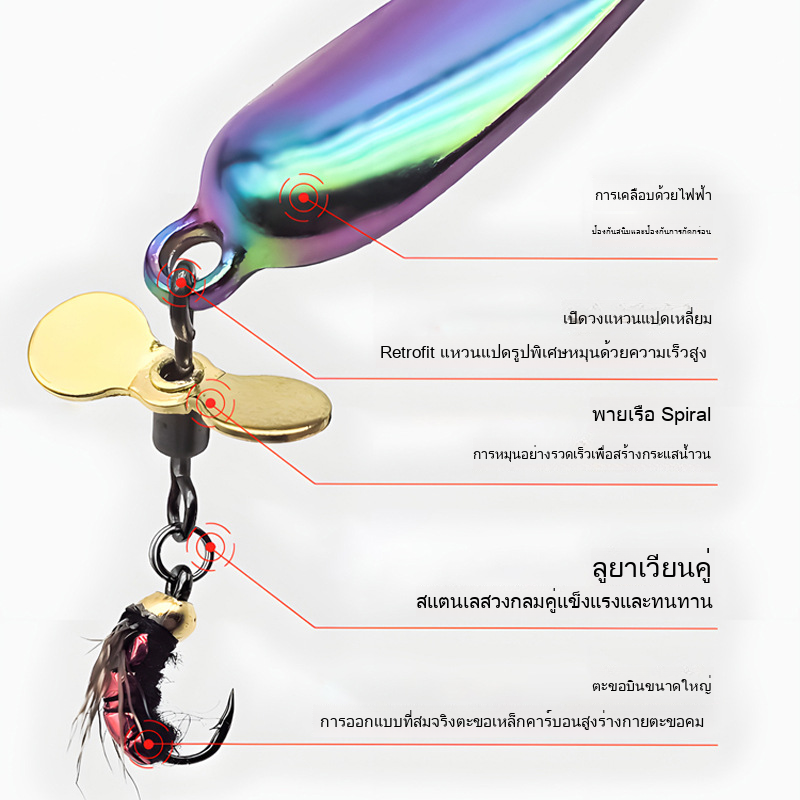 การเคลือบด้วยไฟฟ้า
ป้องกันสนิมและป้องกันการกัดกร่อน
เปิดวงแหวนแปดเหลี่ยม
Retrofit แหวนแปดรูปพิเศษหมุนด้วยความเร็วสูง
พายเรือ Spiral
การหมุนอย่างรวดเร็วเพื่อสร้างกระแสน้ำวน
ลูยาเวียนคู่
สแตนเลสวงกลมคู่แข็งแรงและทนทาน
ตะขอบินขนาดใหญ่
การออกแบบที่สมจริงตะขอเหล็กคาร์บอนสูงร่างกายตะขอคม